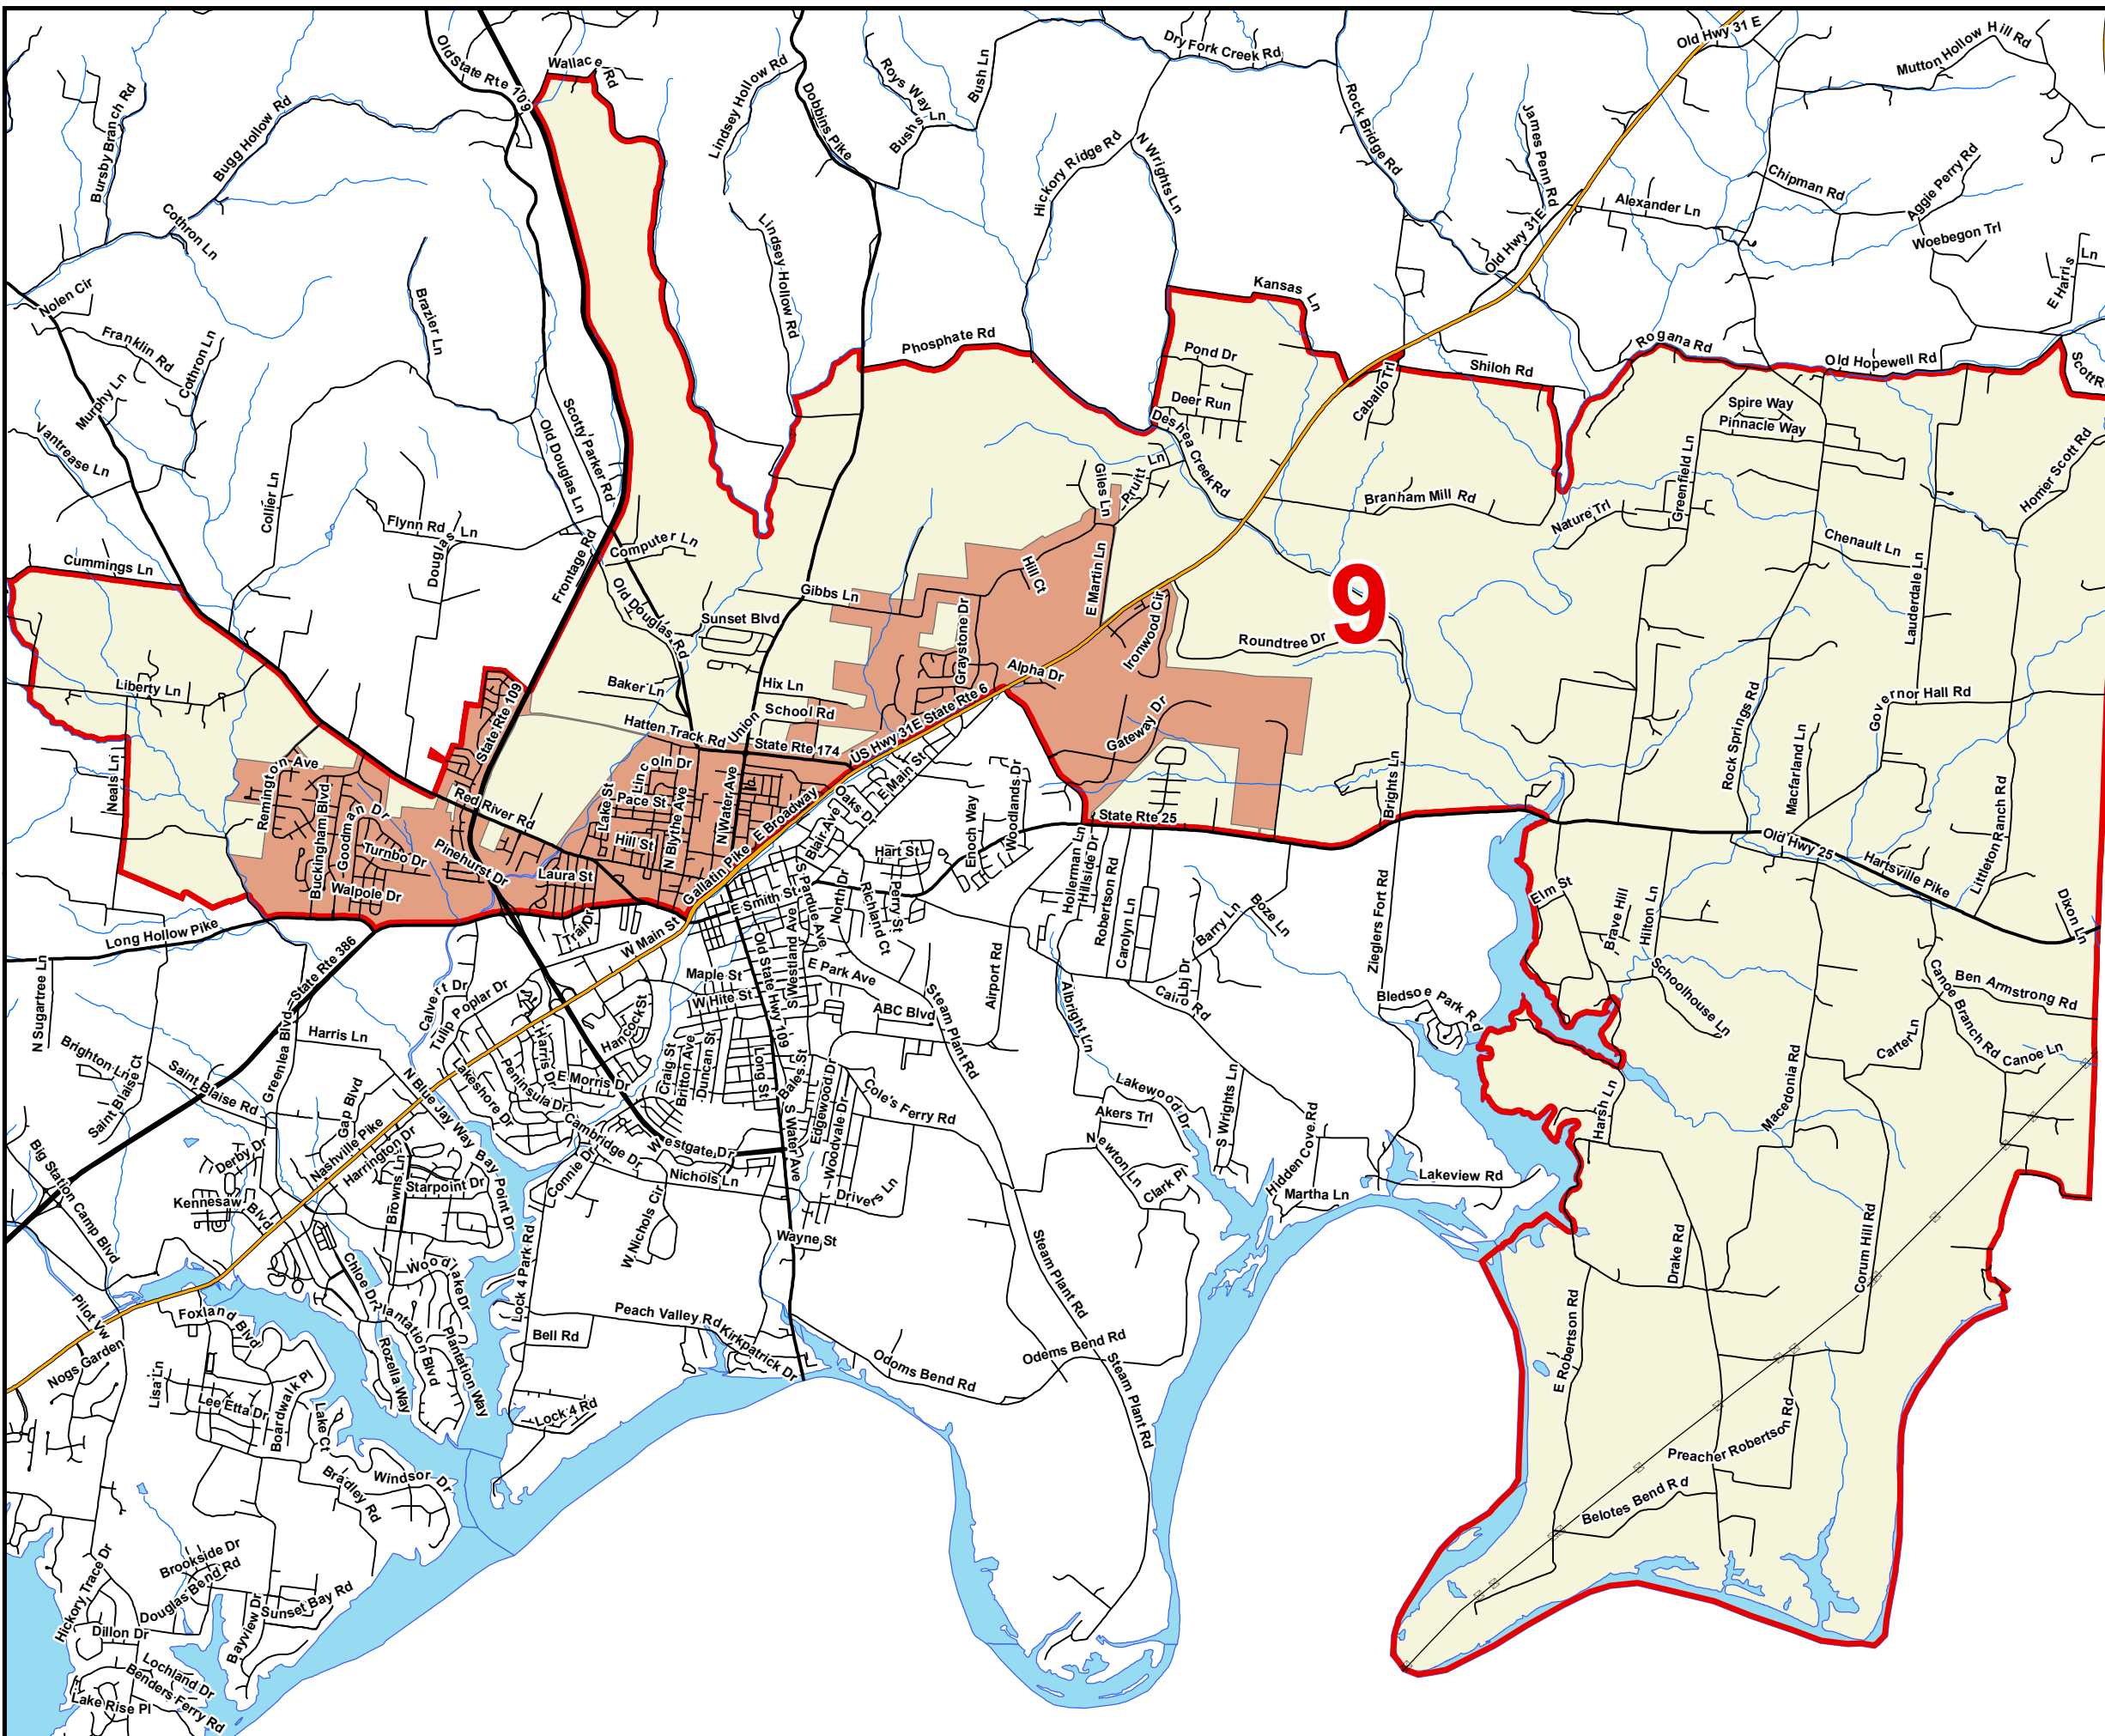 Old State Rte 109
Wallace Rd
Dry Fork Creek Rd
Old Hwy 31 E
Mutton Hollow Hill Rd
Bursby Branch Rd
Bugg Hollow Rd
Lindsey Hollow Rd
Dobbins Pike
Roys Way
Bush Ln
Bush's Ln
Rock Bridge Rd
James Penn Rd
Hickory Ridge Rd
N Wrights Ln
Chipman Rd
Aggie Perry Rd
Alexander Ln
Woebegon Trl
Cothron Ln
Lindsey Hollow Rd
Old Hwy 31E
E Harris Ln
Nolen Cir
Brazier Ln
Kansas Ln
Franklin Rd
Cothron Ln
Phosphate Rd
Pond Dr
Rogana Rd
Old Hopewell Rd
Shiloh Rd
Scott R
Murphy Ln
Caballo Trl
Deer Run
Spire Way
Pinnacle Way
Vantrease Ln
Scotty Parker Rd
Old Douglas Ln
Deshea Creek Rd
Greenfield Ln
Homer Scott Rd
Collier Ln
Giles Ln
Pruitt Ln
Branham Mill Rd
Nature Trl
Flynn Rd
Douglas Ln
Computer Ln
Chenault Ln
Cummings Ln
Frontage Rd
Old Douglas Rd
Gibbs Ln
Hill Ct
E Martin Ln
9
Lauderdale Ln
Sunset Blvd
Graystone Dr
Ironwood Cir
Roundtree Dr
Liberty Ln
Baker Ln
Hix Ln
Alpha Dr
Governor Hall Rd
State Rte 109
School Rd
US Hwy 31E State Rte 6
Gateway Dr
Rock Springs Rd
Hatten Track Rd
Union
State Rte 174
Neals Ln
Remington Ave
Lincoln Dr
E Main St
Woodlands Dr
Macfarland Ln
Brights Ln
Red River Rd
Pace St
Lake St
N Blythe Ave
N Water Ave
E Broadway
Oaks Dr
Blair Ave
State Rte 25
Littleton Ranch Rd
Buckingham Blvd
Goodman Dr
Turnbo Dr
Walpole Dr
Pinehurst Dr
Hill St
Laura St
Gallatin Pike
Hart St
Enoch Way
Hollerman Ln
Hillside Dr
Robertson Rd
Carolyn Ln
Old Hwy 25
Hartsville Pike
Elm St
Dixon Ln
Long Hollow Pike
State Rte 386
Trail Dr
W Main St
E Smith St
S Pardue Ave
North Dr
Richland Ct
Perry St
Barry Ln
Boze Ln
Zieglers Fort Rd
Brave Hill
Hilton Ln
N Sugartree Ln
Calvert Dr
Tulip Poplar Dr
Maple St
W Hite St
Old State Hwy 109
S Westland Ave
E Park Ave
ABC Blvd
Steam Plant Rd
Airport Rd
Albright Ln
Cairo Rd
Lbj Dr
Bledsoe Park Rd
Schoolhouse Ln
Ben Armstrong Rd
Canoe Branch Rd
Carter Ln
Canoe Ln
Harris Ln
Brighton Ln
Saint Blaise Ct
Saint Blaise Rd
Greenlea Blvd
Gap Blvd
N Blue Jay Way
Lakeshore Dr
Peninsula Dr
Harris Dr
Hancock St
E Morris Dr
Craig St
Britton Ave
Duncan St
Long St
Bales St
Edgewood Dr
Woodvale Dr
Coles Ferry Rd
Lakewood Dr
Akers Trl
S Wrights Ln
Hidden Cove Rd
Harsh Ln
Macedonia Rd
Big Station Camp Blvd
Derby Dr
Nashville Pike
Harrington Dr
Cambridge Dr
Westgate Dr
S Water Ave
Newton Ln
Clark Pl
Martha Ln
Lakeview Rd
Kennesaw Blvd
Browns Ln
Starpoint Dr
Bay Point Dr
Connie Dr
Nichols Ln
Drivers Ln
W Nichols Cir
Wayne St
Drake Rd
Corum Hill Rd
Pilot Vw
Foxland Blvd
Chloe Dr
Woodlake Dr
Lock 4 Park Rd
Steam Plant Rd
Nogs Garden
Plantation Blvd
Plantation Way
Rozella Way
Bell Rd
Peach Valley Rd
Kirkpatrick Dr
Odoms Bend Rd
Odems Bend Rd
Steam Plant Rd
E Robertson Rd
Lisa Ln
Lee Etta Dr
Boardwalk Pl
Lake Ct
Lock 4 Rd
Preacher Robertson Rd
Bradley Rd
Windsor Dr
Belotes Bend Rd
Hickory Trace Dr
Brookside Dr
Douglas Bend Rd
Sunset Bay Rd
Bayview Dr
Dillon Dr
Lochland Dr
Benders Ferry Rd
Lake Rise Pl